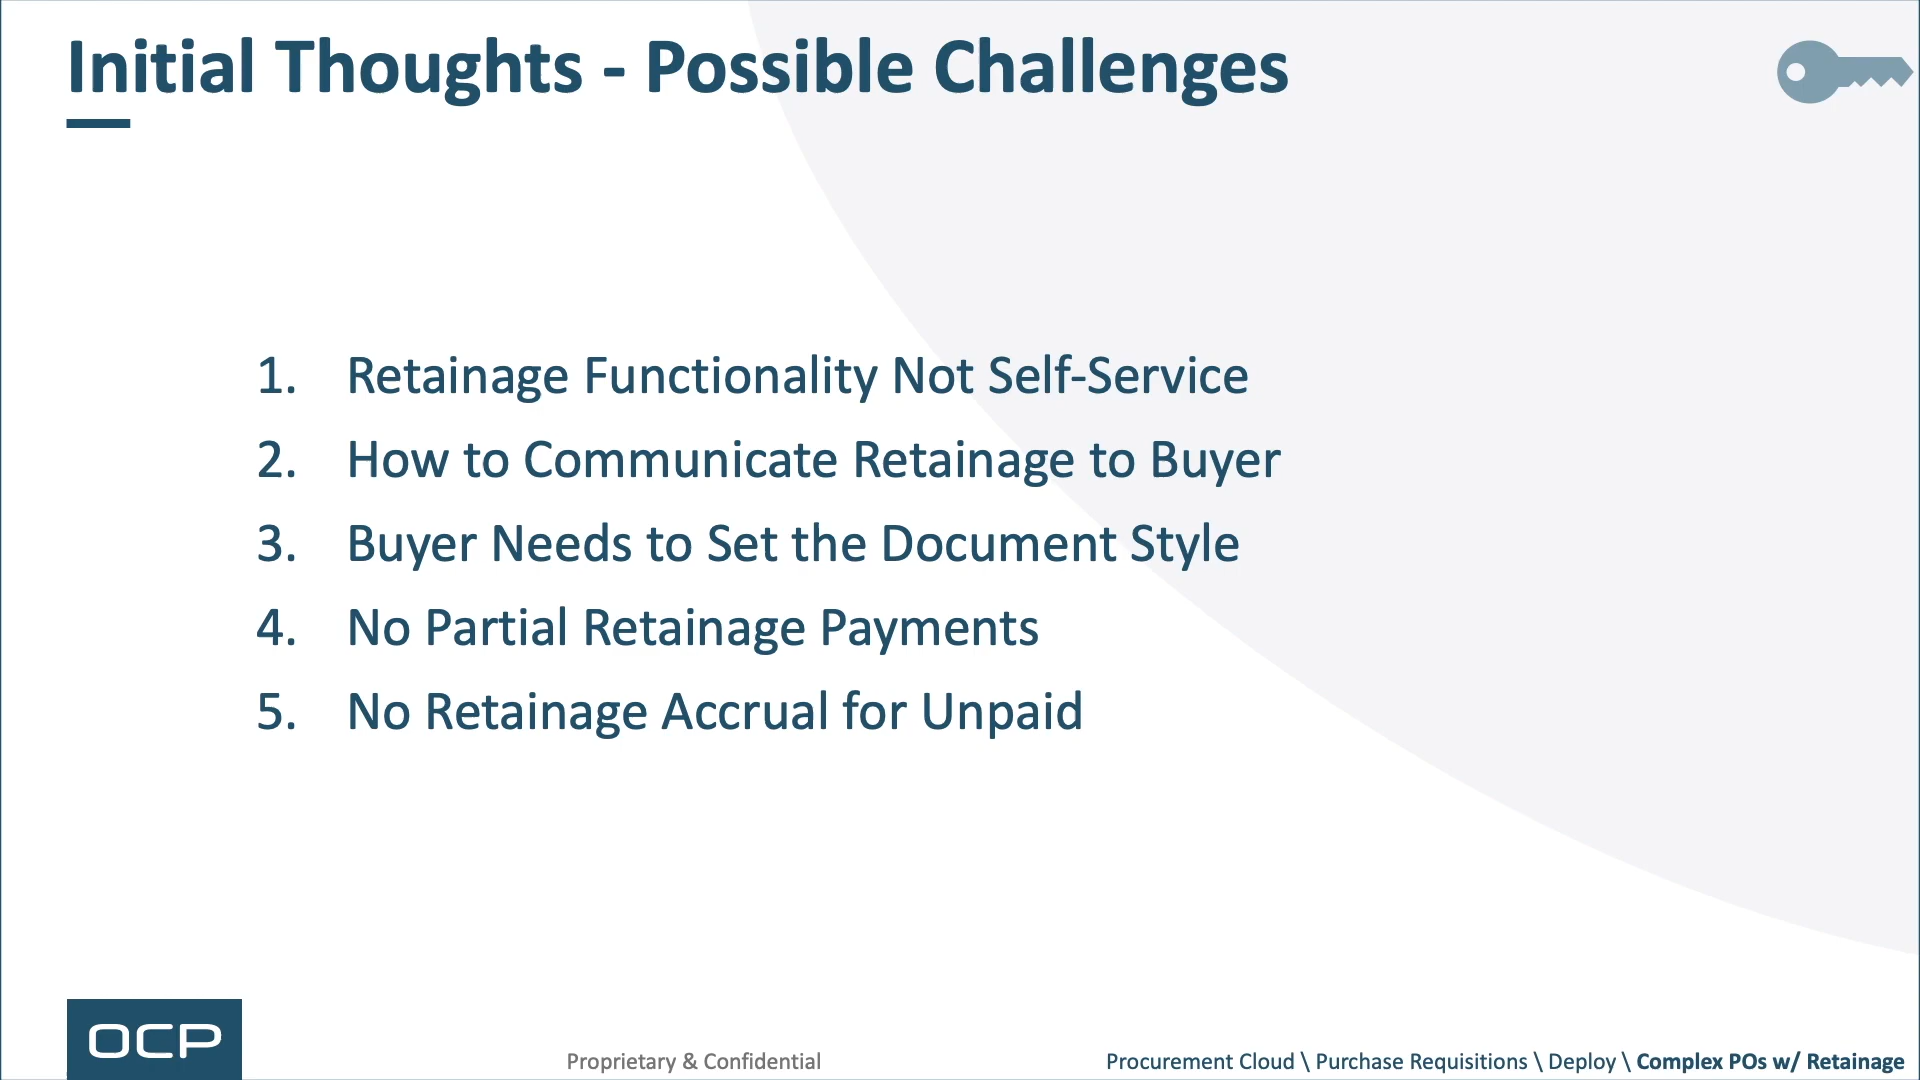 Initial Thoughts - Possible Challenges
1. Retainage Functionality Not Self-Service
2. How to Communicate Retainage to Buyer
3. Buyer Needs to Set the Document Style
4. No Partial Retainage Payments
5. No Retainage Accrual for Unpaid
OCP
Proprietary & Confidential
Procurement Cloud \ Purchase Requisitions \ Deploy \ Complex POs w/ Retainage